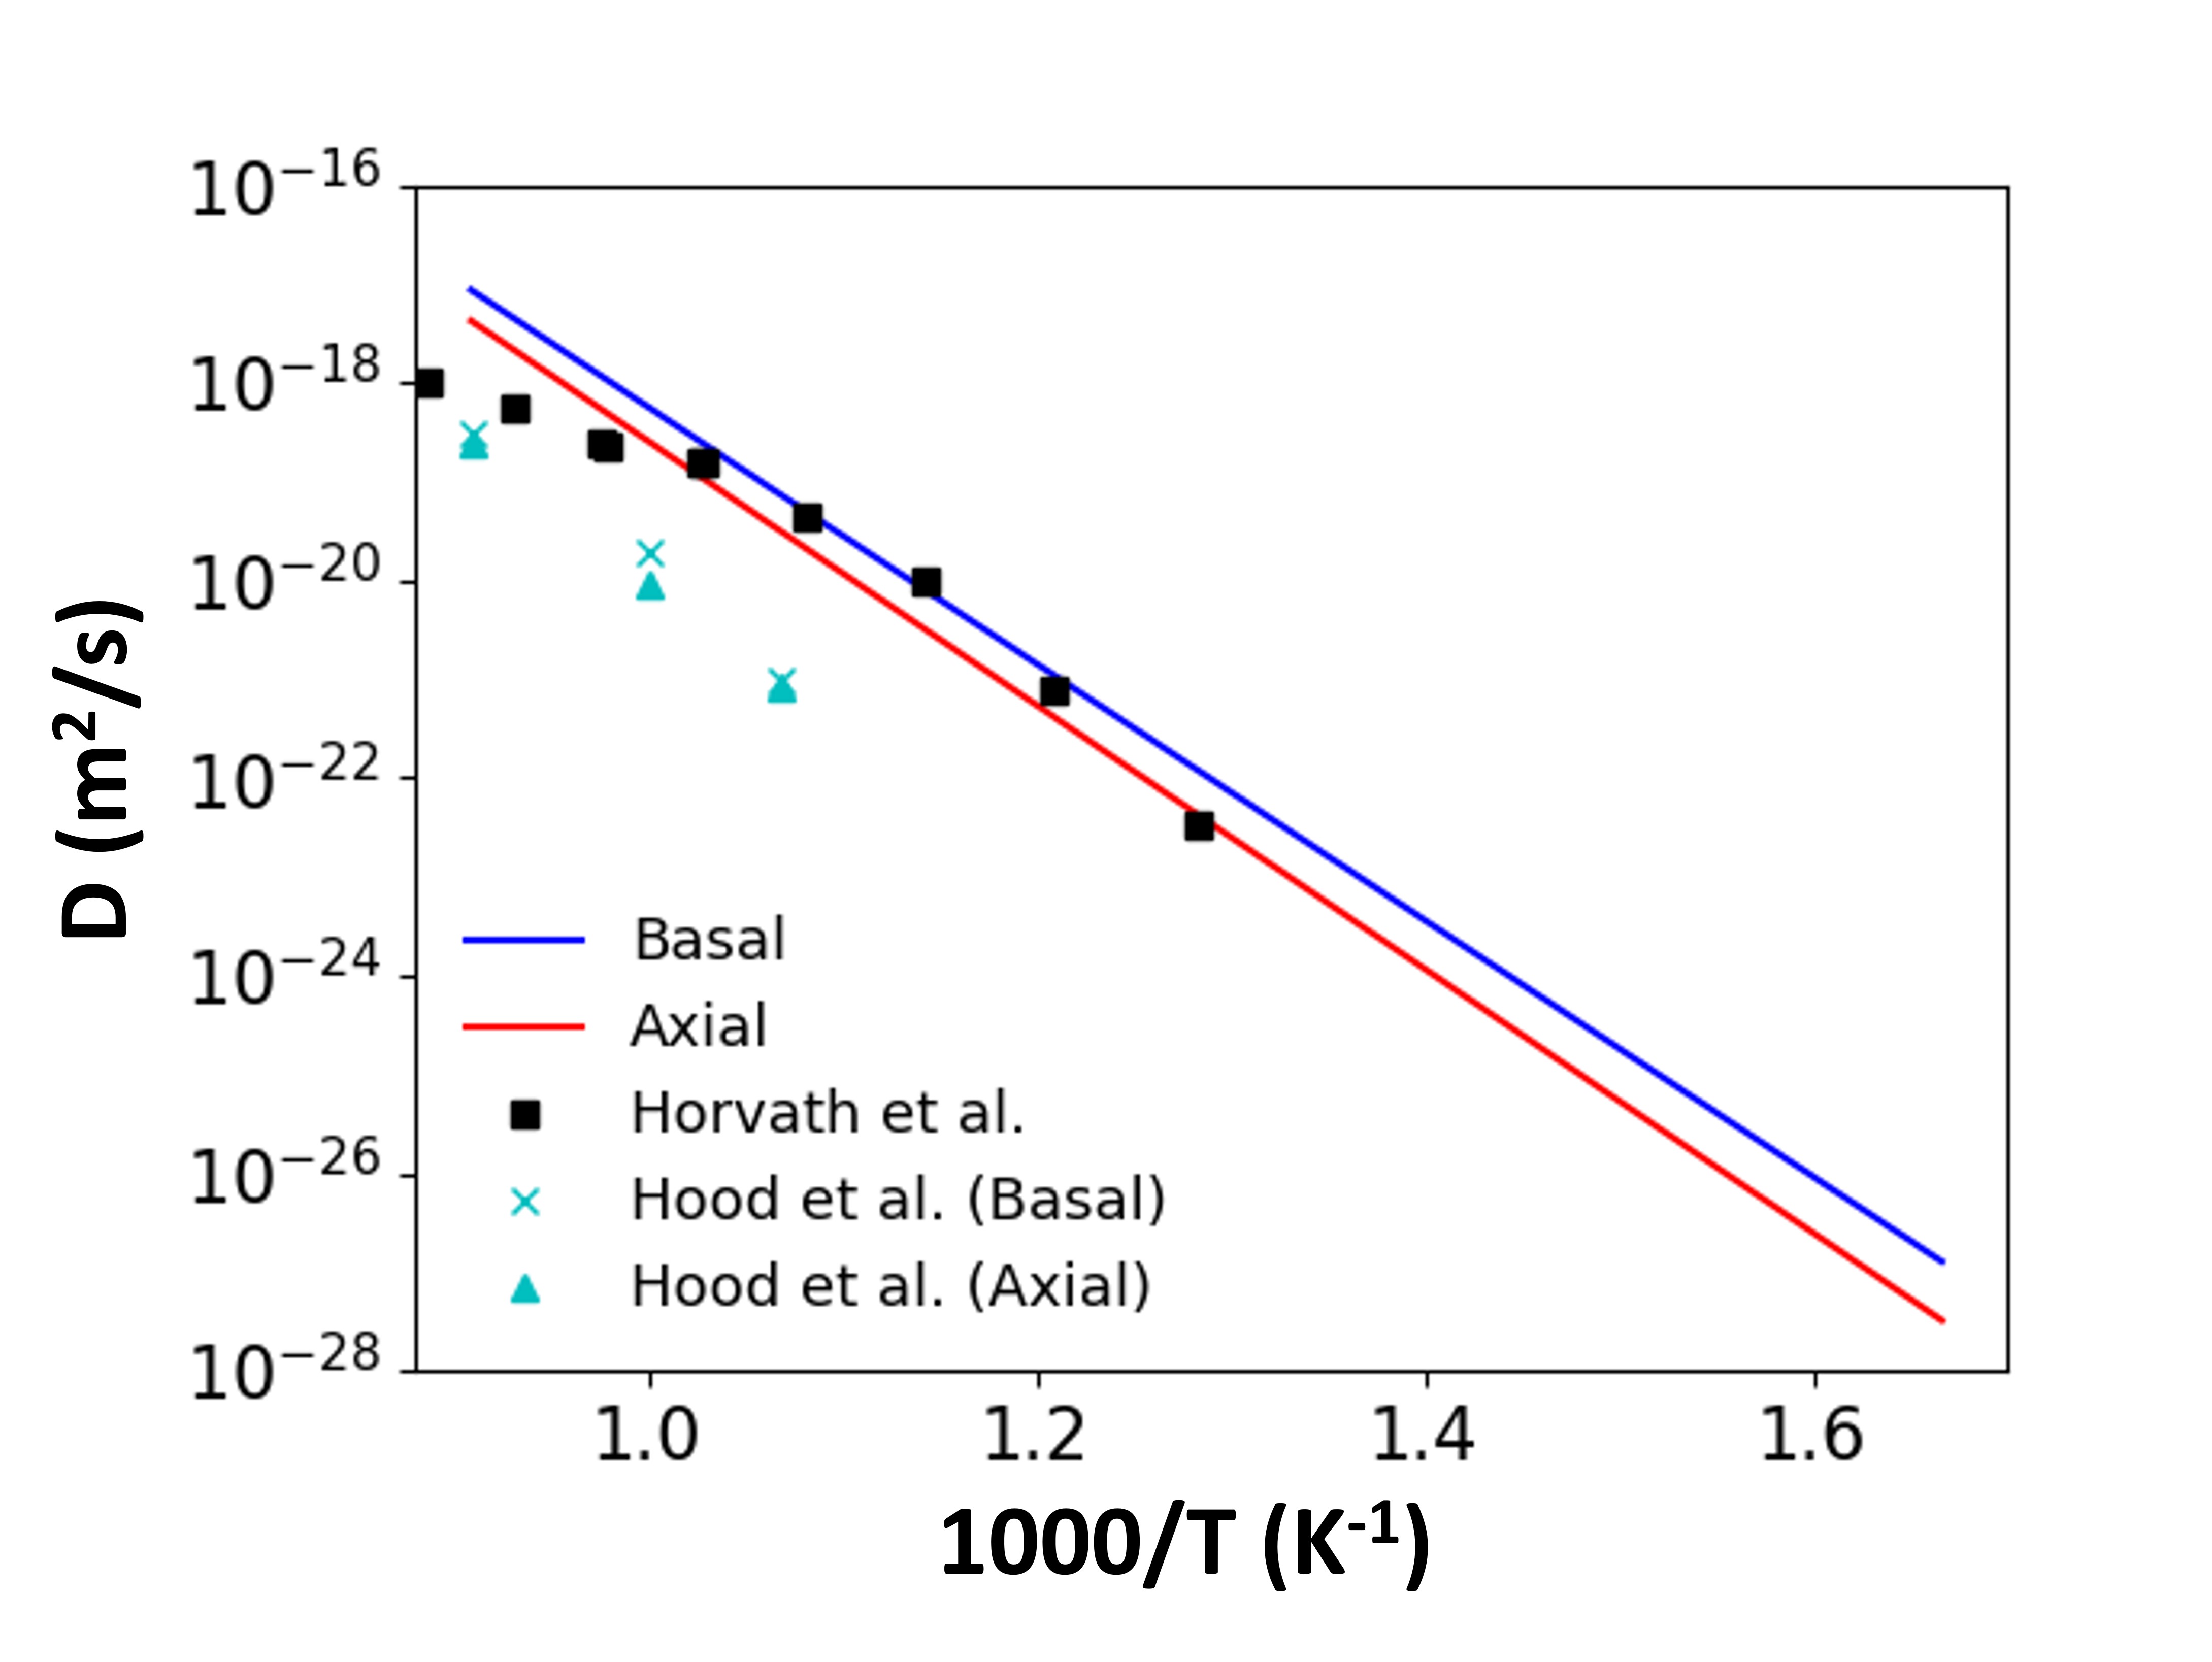 10⁻¹⁶
10⁻¹⁸
10⁻²⁰
10⁻²²
10⁻²⁴
10⁻²⁶
10⁻²⁸
D (m²/s)
Basal
Axial
Horvath et al.
Hood et al. (Basal)
Hood et al. (Axial)
1.0 1.2 1.4 1.6
1000/T (K⁻¹)